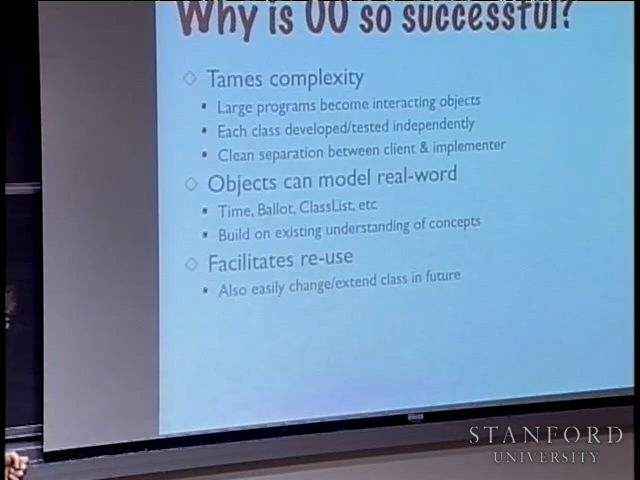 Why is OO so successful?
Tames complexity
Large programs become interacting objects
Each class developed/tested independently
Clean separation between client & implementer
Objects can model real-word
Time, Ballot, ClassList, etc
Build on existing understanding of concepts
Facilitates re-use
Also easily change/extend class in future
STANFORD
UNIVERSITY